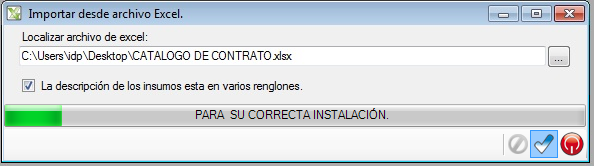 Importar desde archivo Excel.
Localizar archivo de excel:
C:\Users\idp\Desktop\CATALOGO DE CONTRATO.xlsx
...
La descripción de los insumos esta en varios renglones.
PARA SU CORRECTA INSTALACIÓN.